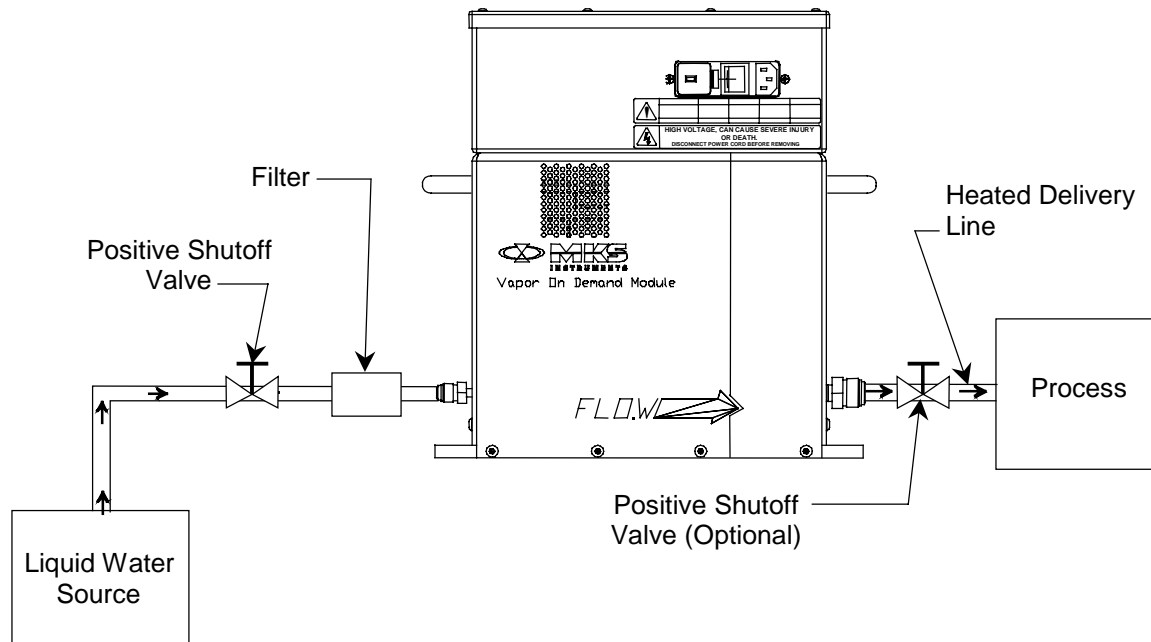 HIGH VOLTAGE, CAN CAUSE SEVERE INJURY
OR DEATH.
DISCONNECT POWER CORD BEFORE REMOVING
Filter
Positive Shutoff
Valve
MKS
INSTRUMENTS
Vapor On Demand Module
Heated Delivery
Line
FLOW
Process
Positive Shutoff
Valve (Optional)
Liquid Water
Source